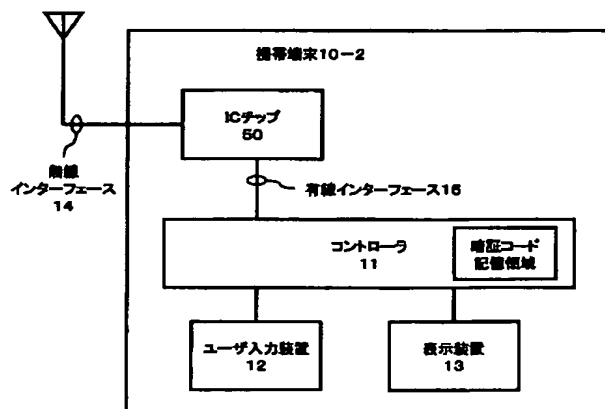 携帯端末10-2
ICチップ
50
無線
インターフェース
14
有線インターフェース15
コントローラ
11
暗証コード
記憶領域
ユーザ入力装置
12
表示装置
13